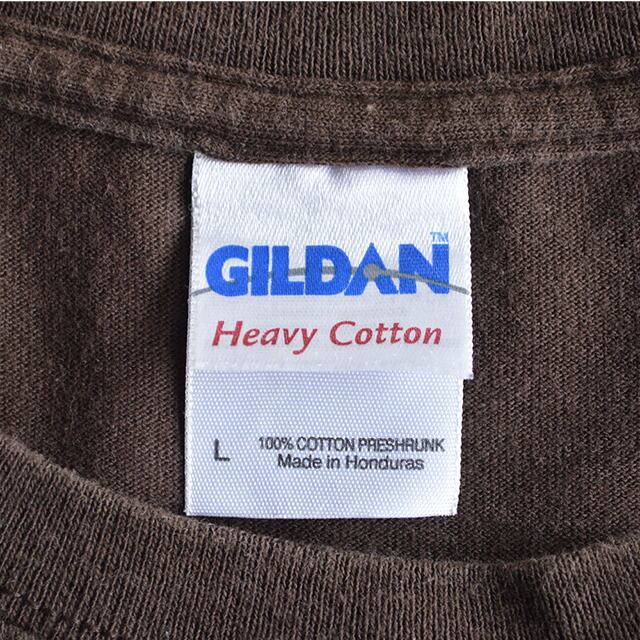 GILDAN™
Heavy Cotton
L 100% COTTON PRESHRUNK
Made in Honduras